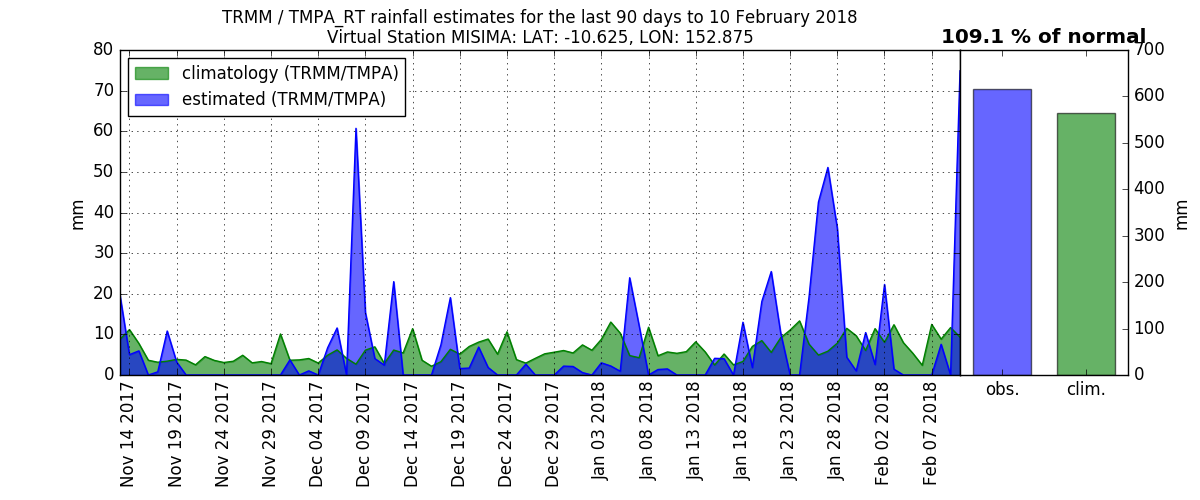 TRMM / TMPA_RT rainfall estimates for the last 90 days to 10 February 2018
Virtual Station MISIMA: LAT: -10.625, LON: 152.875
109.1 % of normal
climatology (TRMM/TMPA)
estimated (TRMM/TMPA)
mm
80
70
60
50
40
30
20
10
0
Nov 14 2017
Nov 19 2017
Nov 24 2017
Nov 29 2017
Dec 04 2017
Dec 09 2017
Dec 14 2017
Dec 19 2017
Dec 24 2017
Dec 29 2017
Jan 03 2018
Jan 08 2018
Jan 13 2018
Jan 18 2018
Jan 23 2018
Jan 28 2018
Feb 02 2018
Feb 07 2018
obs.
clim.
700
600
500
400
300
200
100
0
mm